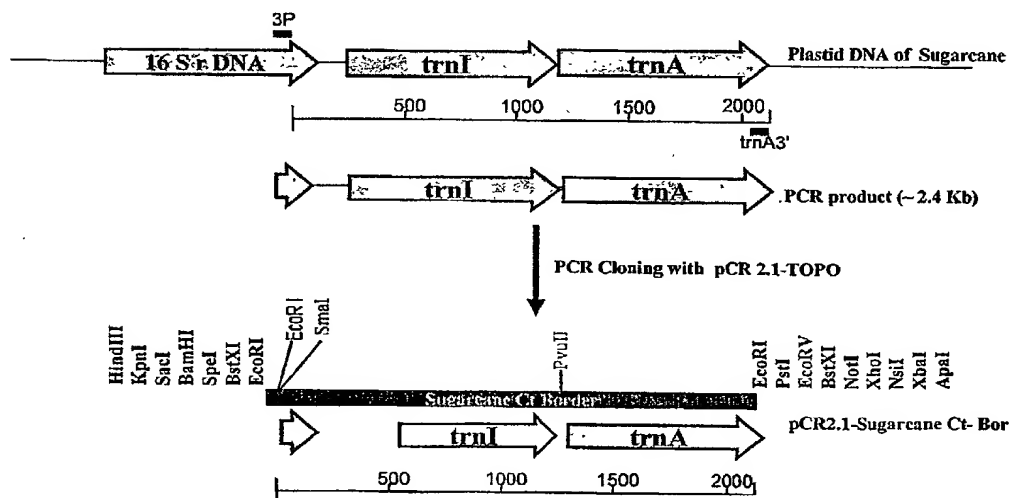 3P
16 S r. DNA trnI trnA Plastid DNA of Sugarcane
500 1000 1500 2000
trnA3'
trnI trnA .PCR product (~2.4 Kb)
PCR Cloning with pCR 2.1-TOPO
HindIII KpnI SacI BamHI SpeI BstXI EcoRI EcoRI SmaI PvuII EcoRI PstI EcoRV BstXI NotI XhoI NsiI XbaI ApaI
Sugarcane Ct Border
trnI trnA pCR2.1-Sugarcane Ct- Bor
500 1000 1500 2000